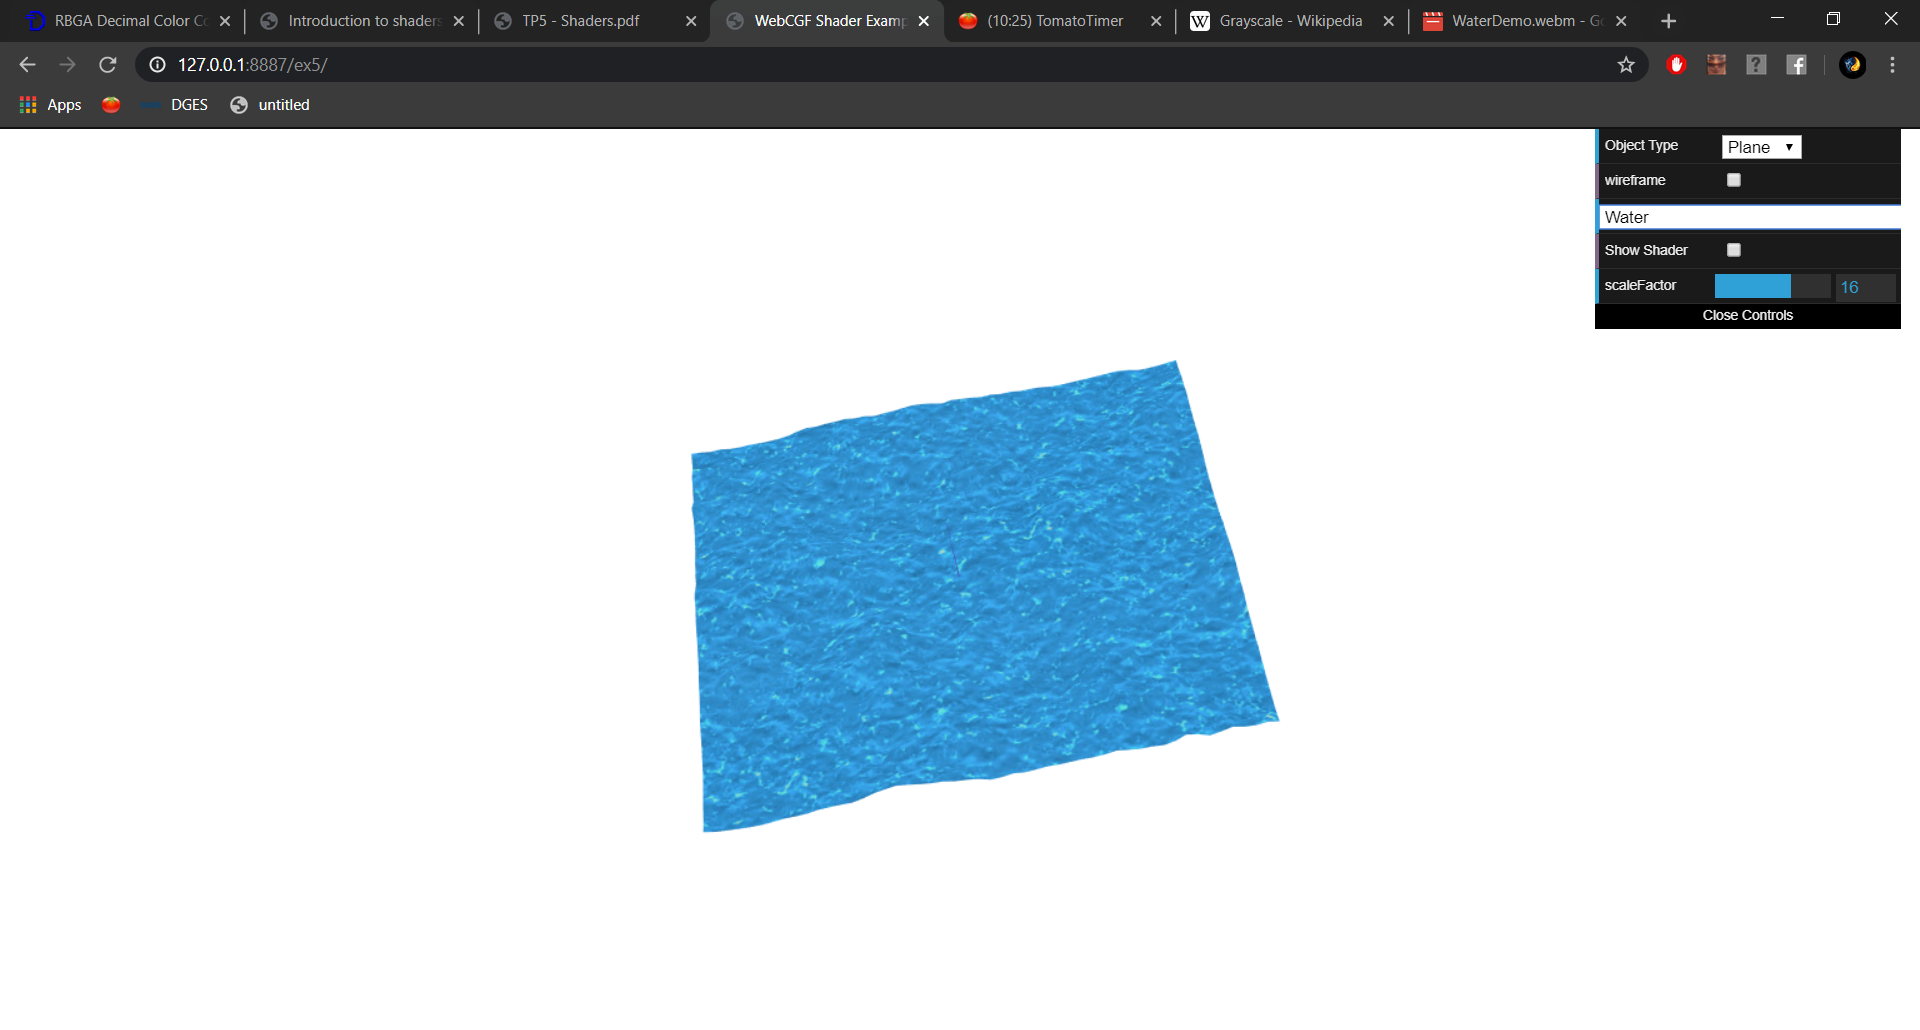 RBGA Decimal Color Co
Introduction to shaders
TP5 - Shaders.pdf
WebCGF Shader Examp
(10:25) TomatoTimer
W Grayscale - Wikipedia
WaterDemo.webm - Go
127.0.0.1:8887/ex5/
Apps
DGES
untitled
Object Type Plane
wireframe
Water
Show Shader
scaleFactor 16
Close Controls